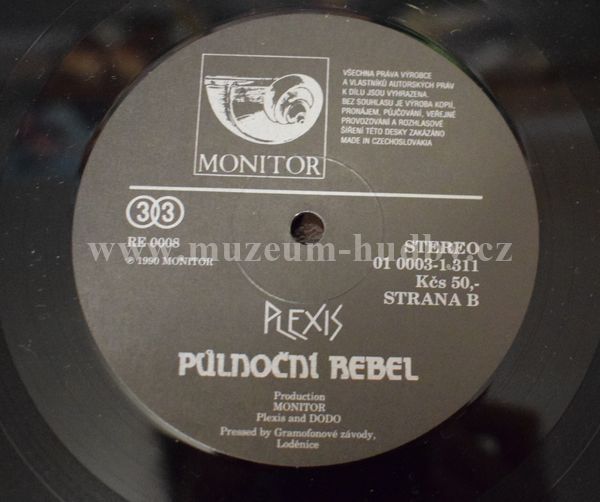 MONITOR
VŠECHNA PRÁVA VÝROBCE
A VLASTNÍKŮ AUTORSKÝCH PRÁV
K DÍLU JSOU VYHRAZENA.
BEZ SOUHLASU JE VÝROBA KOPIÍ,
PRONÁJEM, PŮJČOVÁNÍ, VEŘEJNÉ
PROVOZOVÁNÍ A ROZHLASOVÉ
ŠÍŘENÍ TÉTO DESKY ZAKÁZÁNO
MADE IN CZECHOSLOVAKIA
33
RE 0008
℗ 1990 MONITOR
www.muzeum-hudby.cz
STEREO
01 0003-1311
Kčs 50,-
STRANA B
PLEXIS
PŮLNOČNÍ REBEL
Production
MONITOR
Plexis and DODO
Pressed by Gramofonové závody,
Loděnice